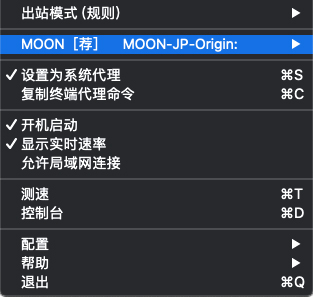 出站模式 (规则) ▶
MOON［荐］ MOON-JP-Origin: ▶
✓ 设置为系统代理 ⌘S
复制终端代理命令 ⌘C
✓ 开机启动
✓ 显示实时速率
允许局域网连接
测速 ⌘T
控制台 ⌘D
配置 ▶
帮助 ▶
退出 ⌘Q